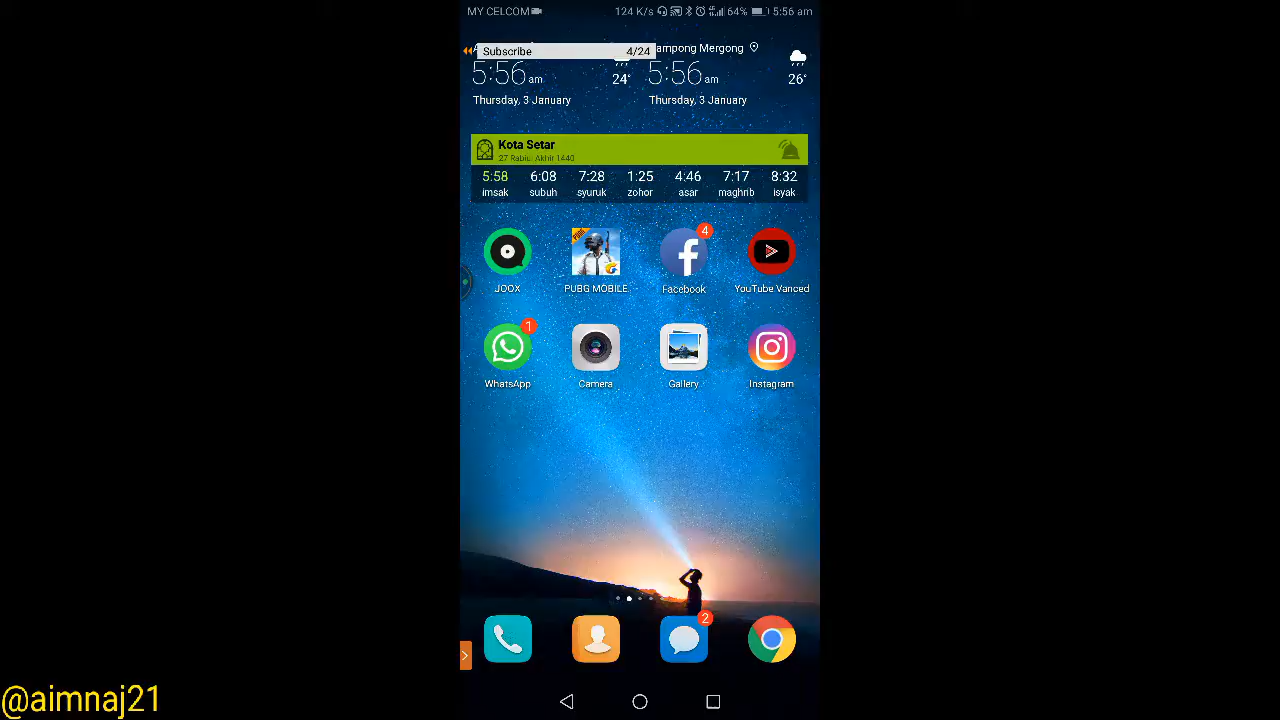 MY CELCOM 124 K/s 64% 5:56 am
Subscribe 4/24 ampong Mergong
5:56 am 24° 5:56 am 26°
Thursday, 3 January Thursday, 3 January
Kota Setar
27 Rabiul Akhir 1440
5:58 6:08 7:28 1:25 4:46 7:17 8:32
imsak subuh syuruk zohor asar maghrib isyak
4
JOOX PUBG MOBILE Facebook YouTube Vanced
1
WhatsApp Camera Gallery Instagram
2
@aimnaj21